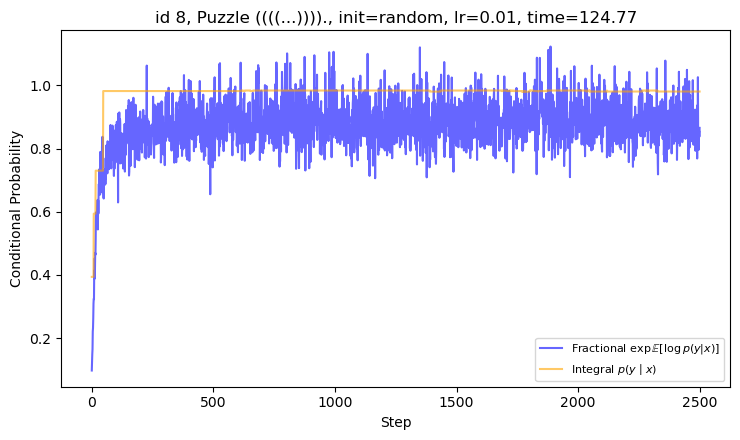 id 8, Puzzle ((((...))))., init=random, lr=0.01, time=124.77
Conditional Probability
1.0
0.8
0.6
0.4
0.2
0 500 1000 1500 2000 2500
Step
Fractional exp𝔼[log p(y|x)]
Integral p(y | x)